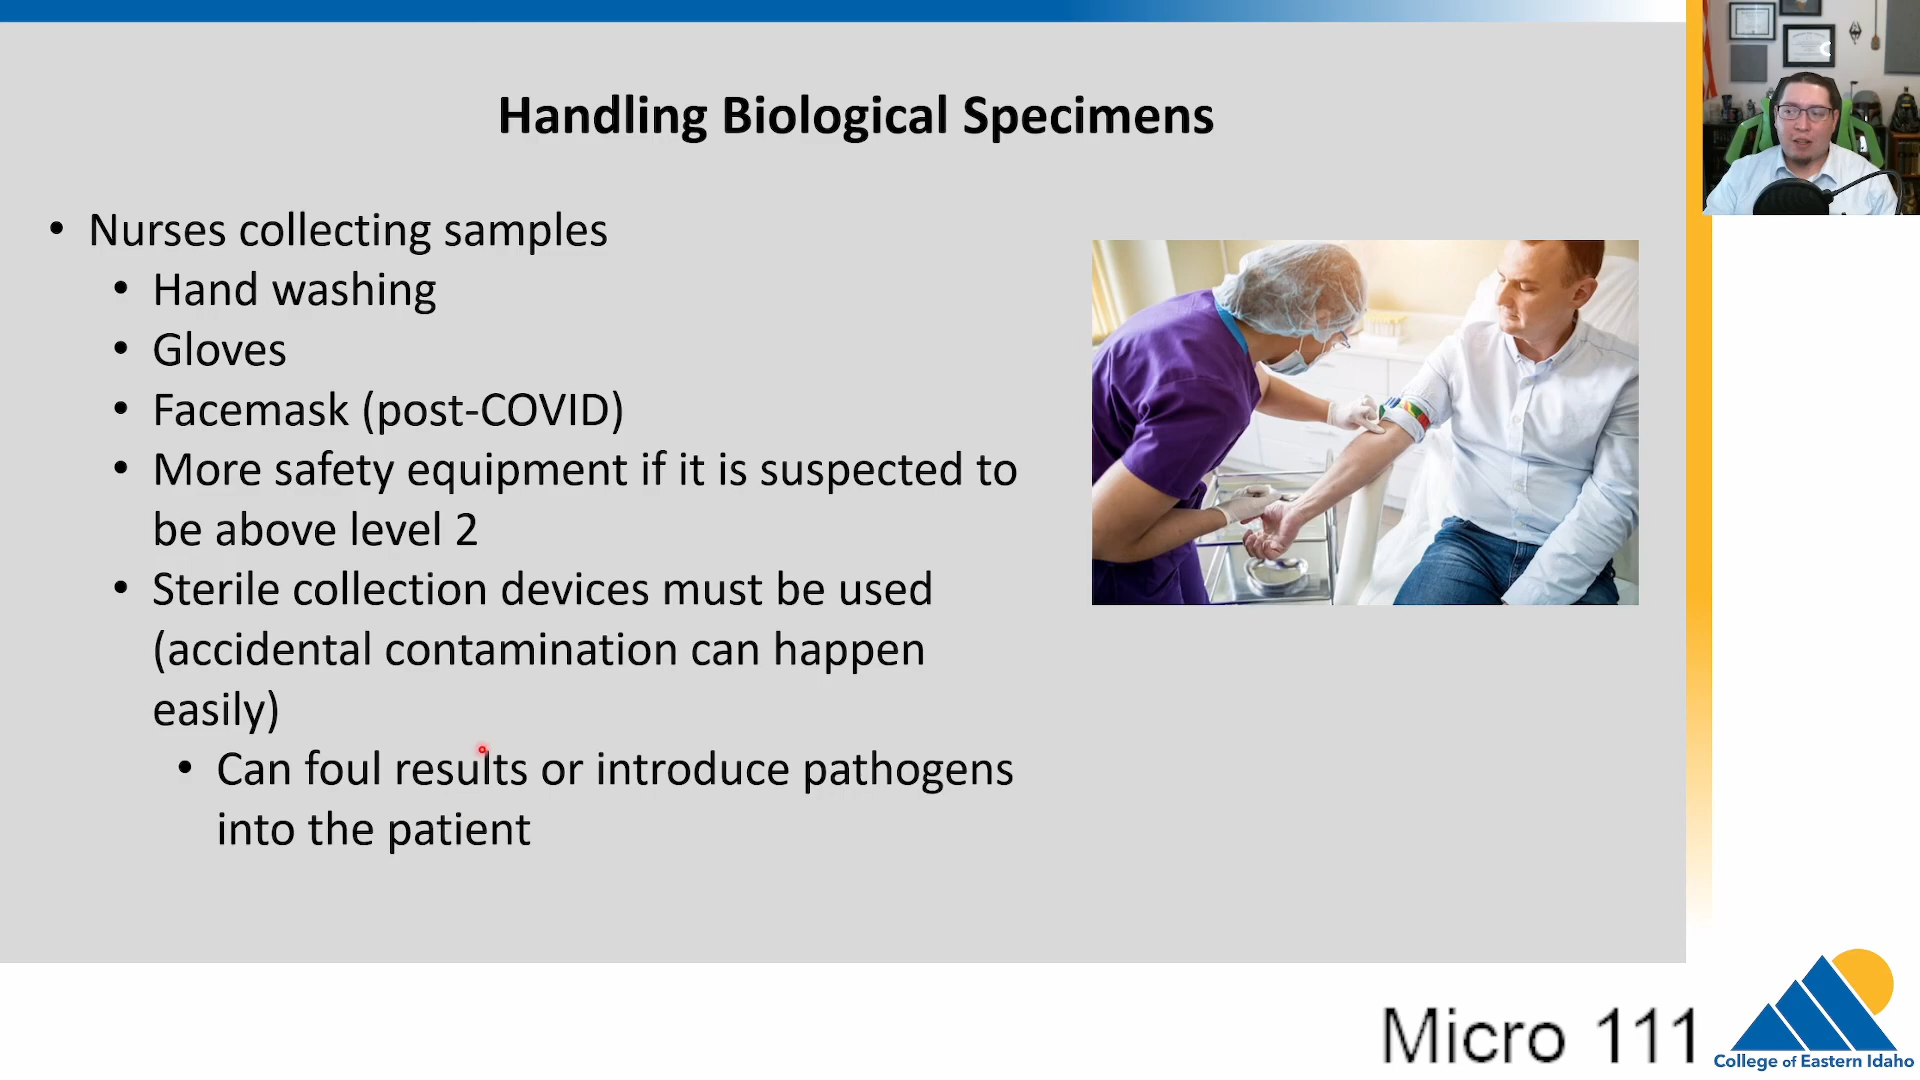 Handling Biological Specimens
• Nurses collecting samples
• Hand washing
• Gloves
• Facemask (post-COVID)
• More safety equipment if it is suspected to
be above level 2
• Sterile collection devices must be used
(accidental contamination can happen
easily)
• Can foul results or introduce pathogens
into the patient
Micro 111
College of Eastern Idaho